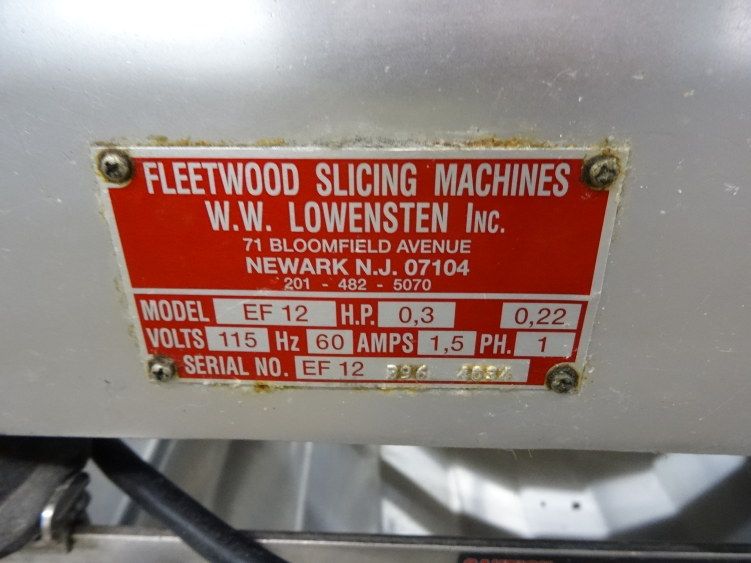 FLEETWOOD SLICING MACHINES
W.W. LOWENSTEN INC.
71 BLOOMFIELD AVENUE
NEWARK N.J. 07104
201 - 482 - 5070
MODEL EF 12 H.P. 0,3 0,22
VOLTS 115 Hz 60 AMPS 1,5 PH. 1
SERIAL NO. EF 12 396